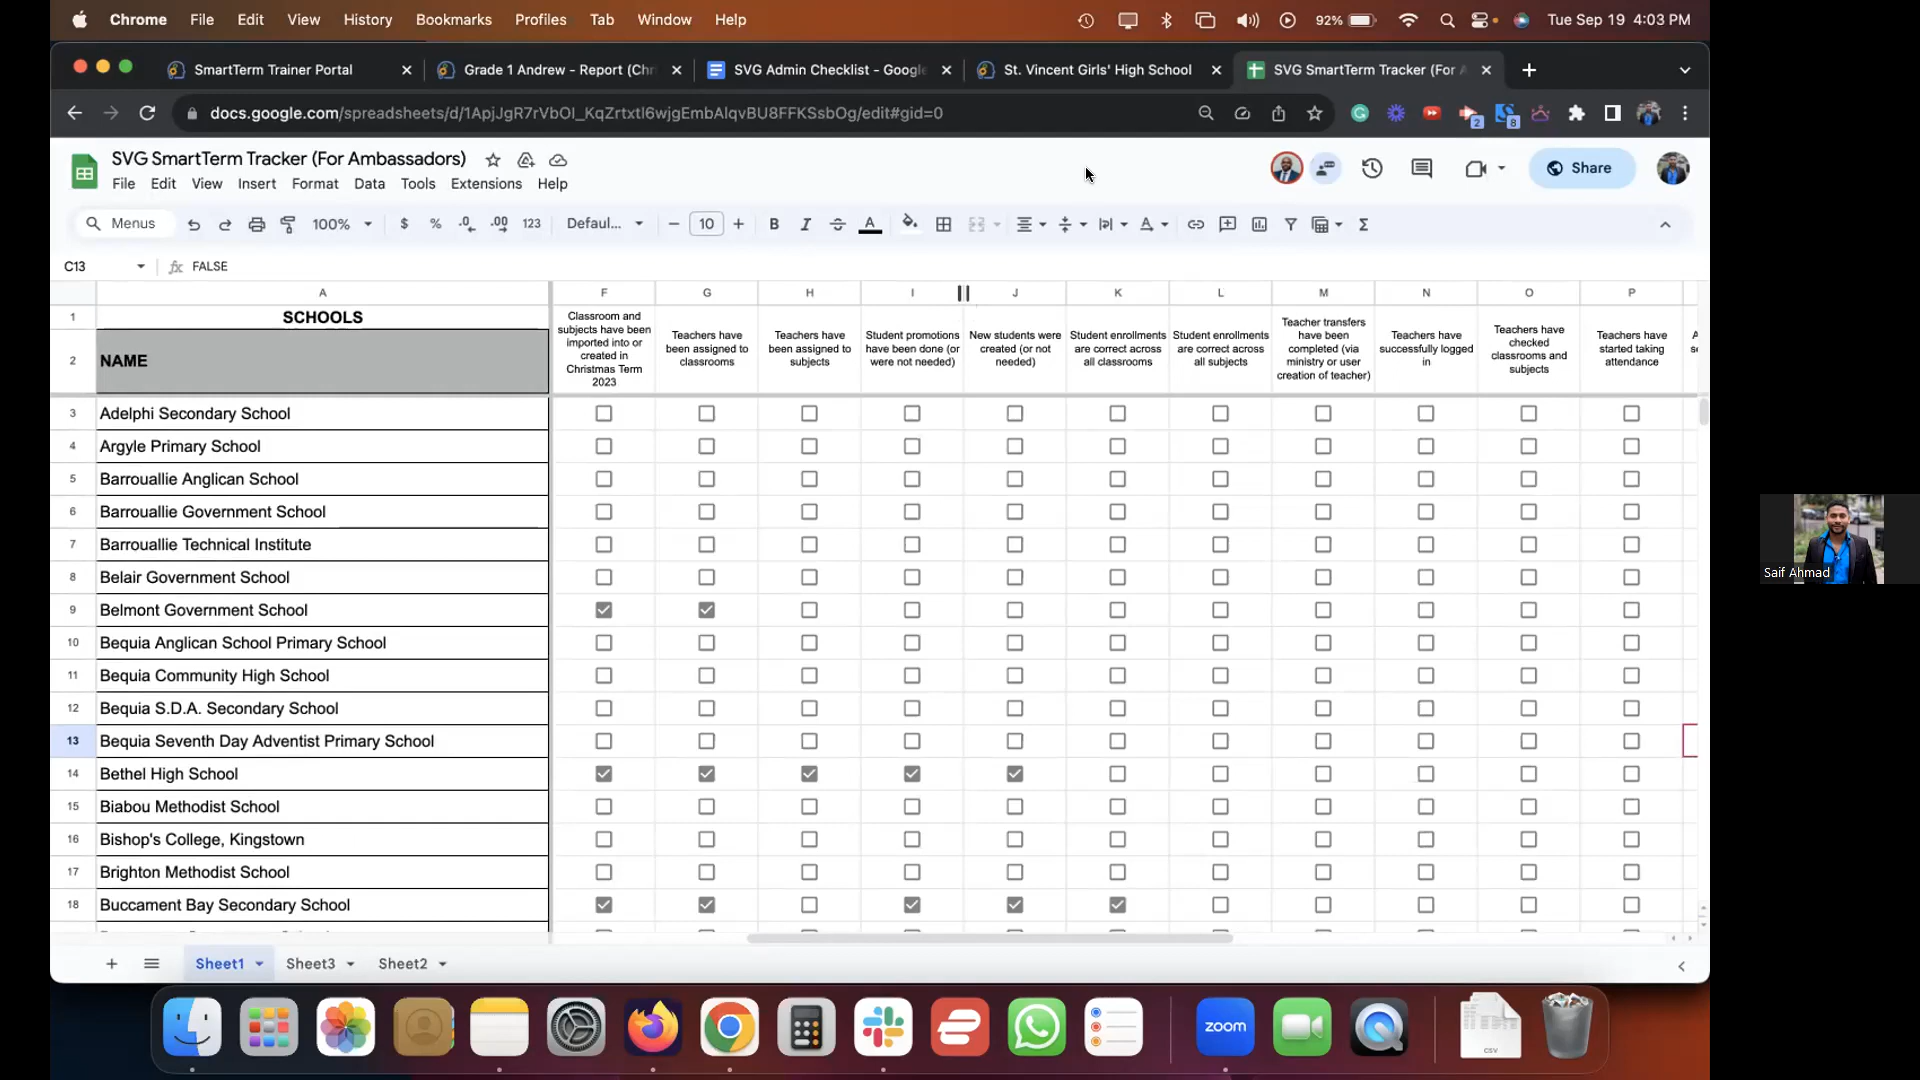 Chrome File Edit View History Bookmarks Profiles Tab Window Help
92% Tue Sep 19 4:03 PM
SmartTerm Trainer Portal
Grade 1 Andrew - Report (Chri
SVG Admin Checklist - Google
St. Vincent Girls' High School
SVG SmartTerm Tracker (For A
docs.google.com/spreadsheets/d/1ApjJgR7rVbOI_KqZrtxtl6wjgEmbAlqvBU8FFKSsbOg/edit#gid=0
2
8
SVG SmartTerm Tracker (For Ambassadors)
File Edit View Insert Format Data Tools Extensions Help
Share
Menus 100% $ % .0 .00 123 Defaul... 10 B I A
C13 fx FALSE
A F G I J H K L M N O P
1 SCHOOLS
2 NAME
Classroom and subjects have been imported into or created in Christmas Term 2023
Teachers have been assigned to classrooms
Teachers have been assigned to subjects
Student promotions have been done (or were not needed)
New students were created (or not needed)
Student enrollments are correct across all classrooms
Student enrollments are correct across all subjects
Teacher transfers have been completed (via ministry or user creation of teacher)
Teachers have successfully logged in
Teachers have checked classrooms and subjects
Teachers have started taking attendance
3 Adelphi Secondary School
4 Argyle Primary School
5 Barrouallie Anglican School
6 Barrouallie Government School
7 Barrouallie Technical Institute
8 Belair Government School
9 Belmont Government School
10 Bequia Anglican School Primary School
11 Bequia Community High School
12 Bequia S.D.A. Secondary School
13 Bequia Seventh Day Adventist Primary School
14 Bethel High School
15 Biabou Methodist School
16 Bishop's College, Kingstown
17 Brighton Methodist School
18 Buccament Bay Secondary School
Sheet1 Sheet3 Sheet2
zoom
CSV
Saif Ahmad